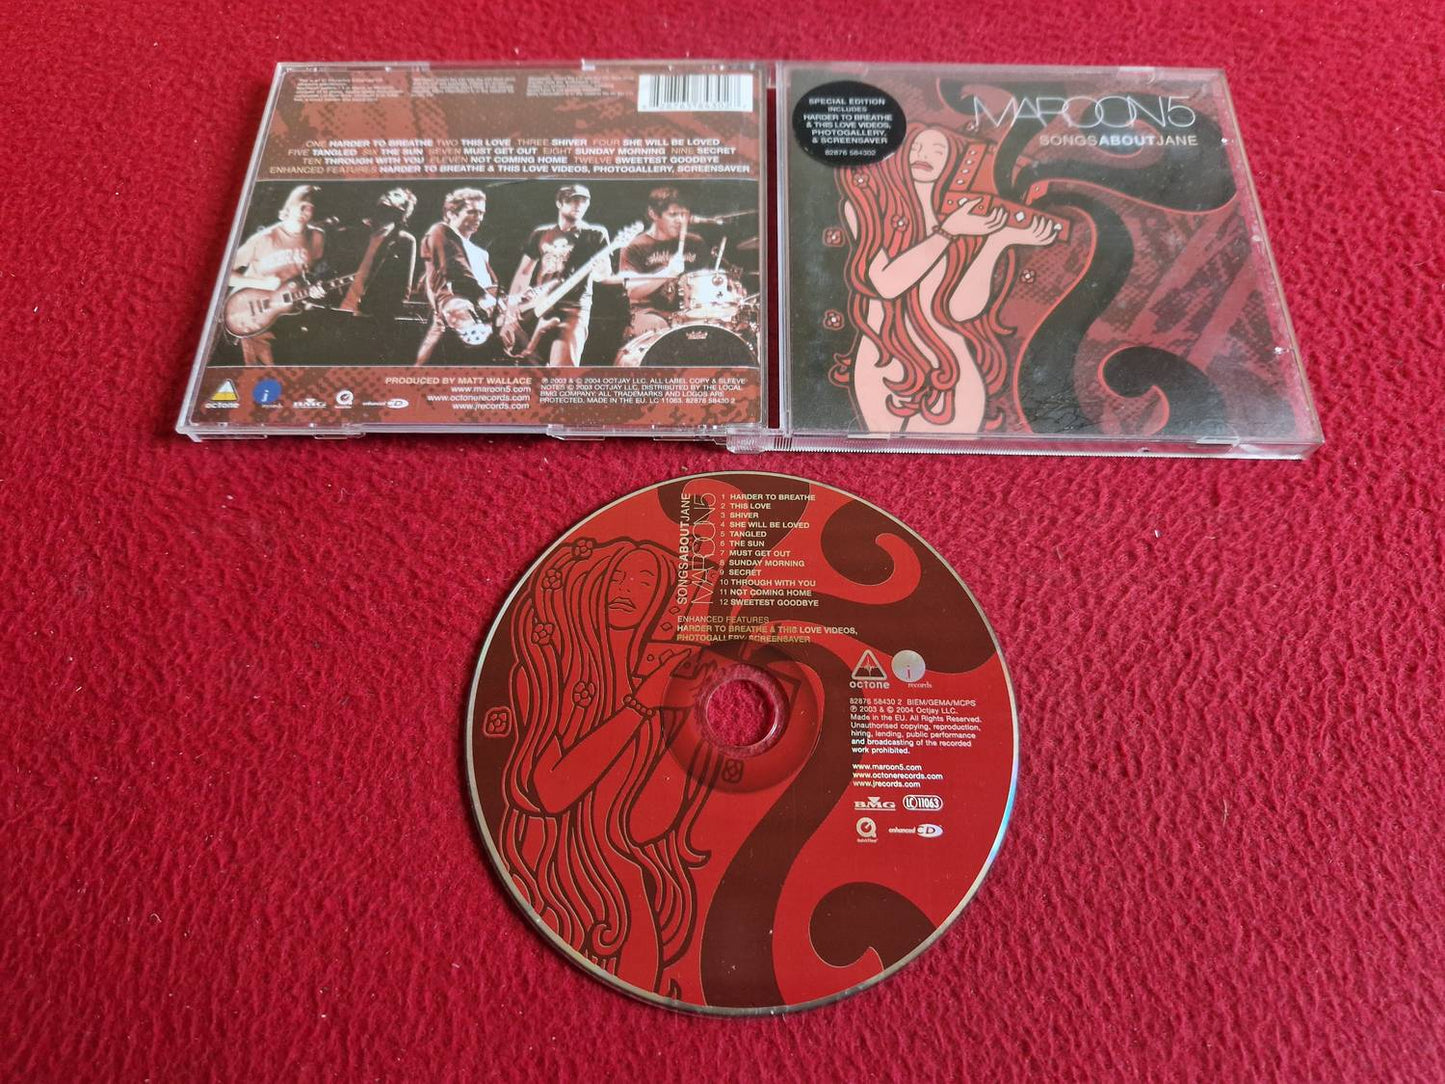 ONE HARDER TO BREATHE TWO THIS LOVE THREE SHIVER FOUR SHE WILL BE LOVED
FIVE TANGLED SIX THE SUN SEVEN MUST GET OUT EIGHT SUNDAY MORNING NINE SECRET
TEN THROUGH WITH YOU ELEVEN NOT COMING HOME TWELVE SWEETEST GOODBYE
ENHANCED FEATURES HARDER TO BREATHE & THIS LOVE VIDEOS, PHOTOGALLERY, SCREENSAVER
PRODUCED BY MATT WALLACE
www.maroon5.com
www.octonerecords.com
www.jrecords.com
℗ 2003 & © 2004 OCTJAY LLC. ALL LABEL COPY & SLEEVE
NOTES © 2003 OCTJAY LLC. DISTRIBUTED BY THE LOCAL
BMG COMPANY. ALL TRADEMARKS AND LOGOS ARE
PROTECTED. MADE IN THE EU. LC 11063. 82876 58430 2
octone
j records
BMG
enhanced CD
SPECIAL EDITION
INCLUDES
HARDER TO BREATHE
& THIS LOVE VIDEOS,
PHOTOGALLERY,
& SCREENSAVER
82876 584302
MAROON5
SONGSABOUTJANE
SONGSABOUTJANE
MAROON5
1 HARDER TO BREATHE
2 THIS LOVE
3 SHIVER
4 SHE WILL BE LOVED
5 TANGLED
6 THE SUN
7 MUST GET OUT
8 SUNDAY MORNING
9 SECRET
10 THROUGH WITH YOU
11 NOT COMING HOME
12 SWEETEST GOODBYE
ENHANCED FEATURES
HARDER TO BREATHE & THIS LOVE VIDEOS,
PHOTOGALLERY, SCREENSAVER
octone
j records
82876 58430 2 BIEM/GEMA/MCPS
℗ 2003 & © 2004 Octjay LLC.
Made in the EU. All Rights Reserved.
Unauthorised copying, reproduction,
hiring, lending, public performance
and broadcasting of the recorded
work prohibited.
www.maroon5.com
www.octonerecords.com
www.jrecords.com
BMG
LC 11063
enhanced CD